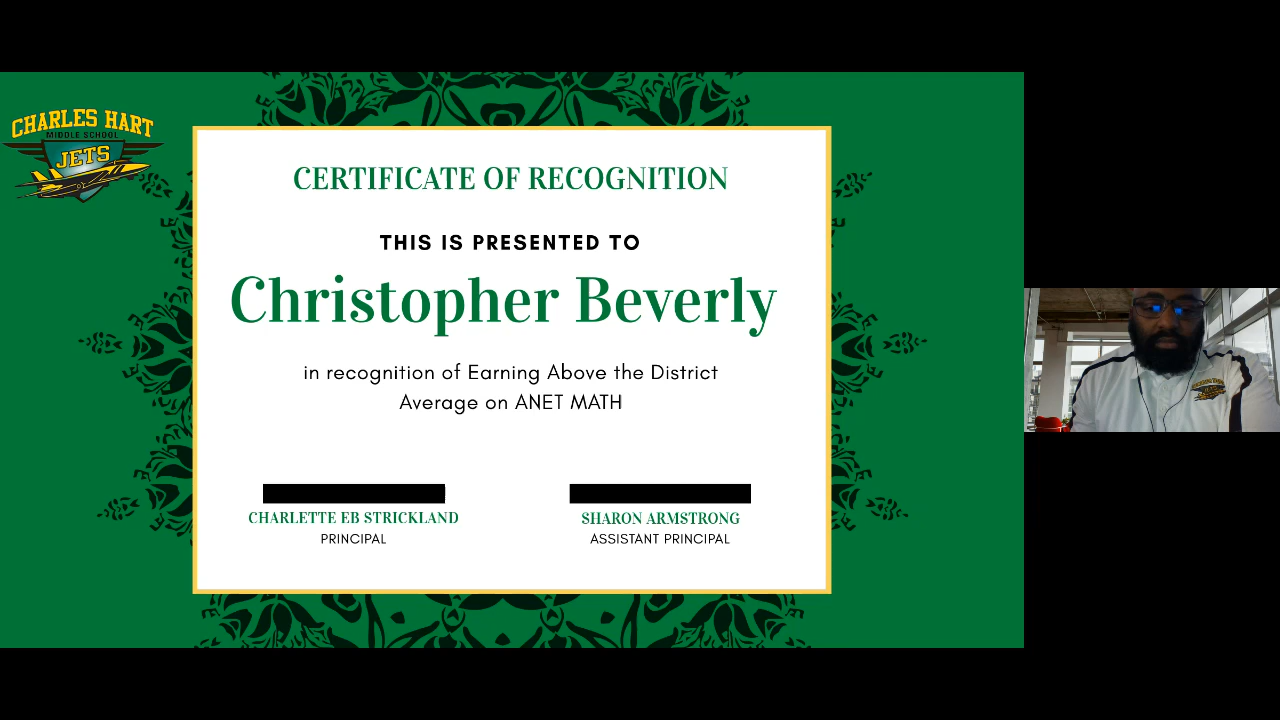 CHARLES HART
MIDDLE SCHOOL
JETS
CERTIFICATE OF RECOGNITION
THIS IS PRESENTED TO
Christopher Beverly
in recognition of Earning Above the District
Average on ANET MATH
CHARLETTE EB STRICKLAND
PRINCIPAL
SHARON ARMSTRONG
ASSISTANT PRINCIPAL